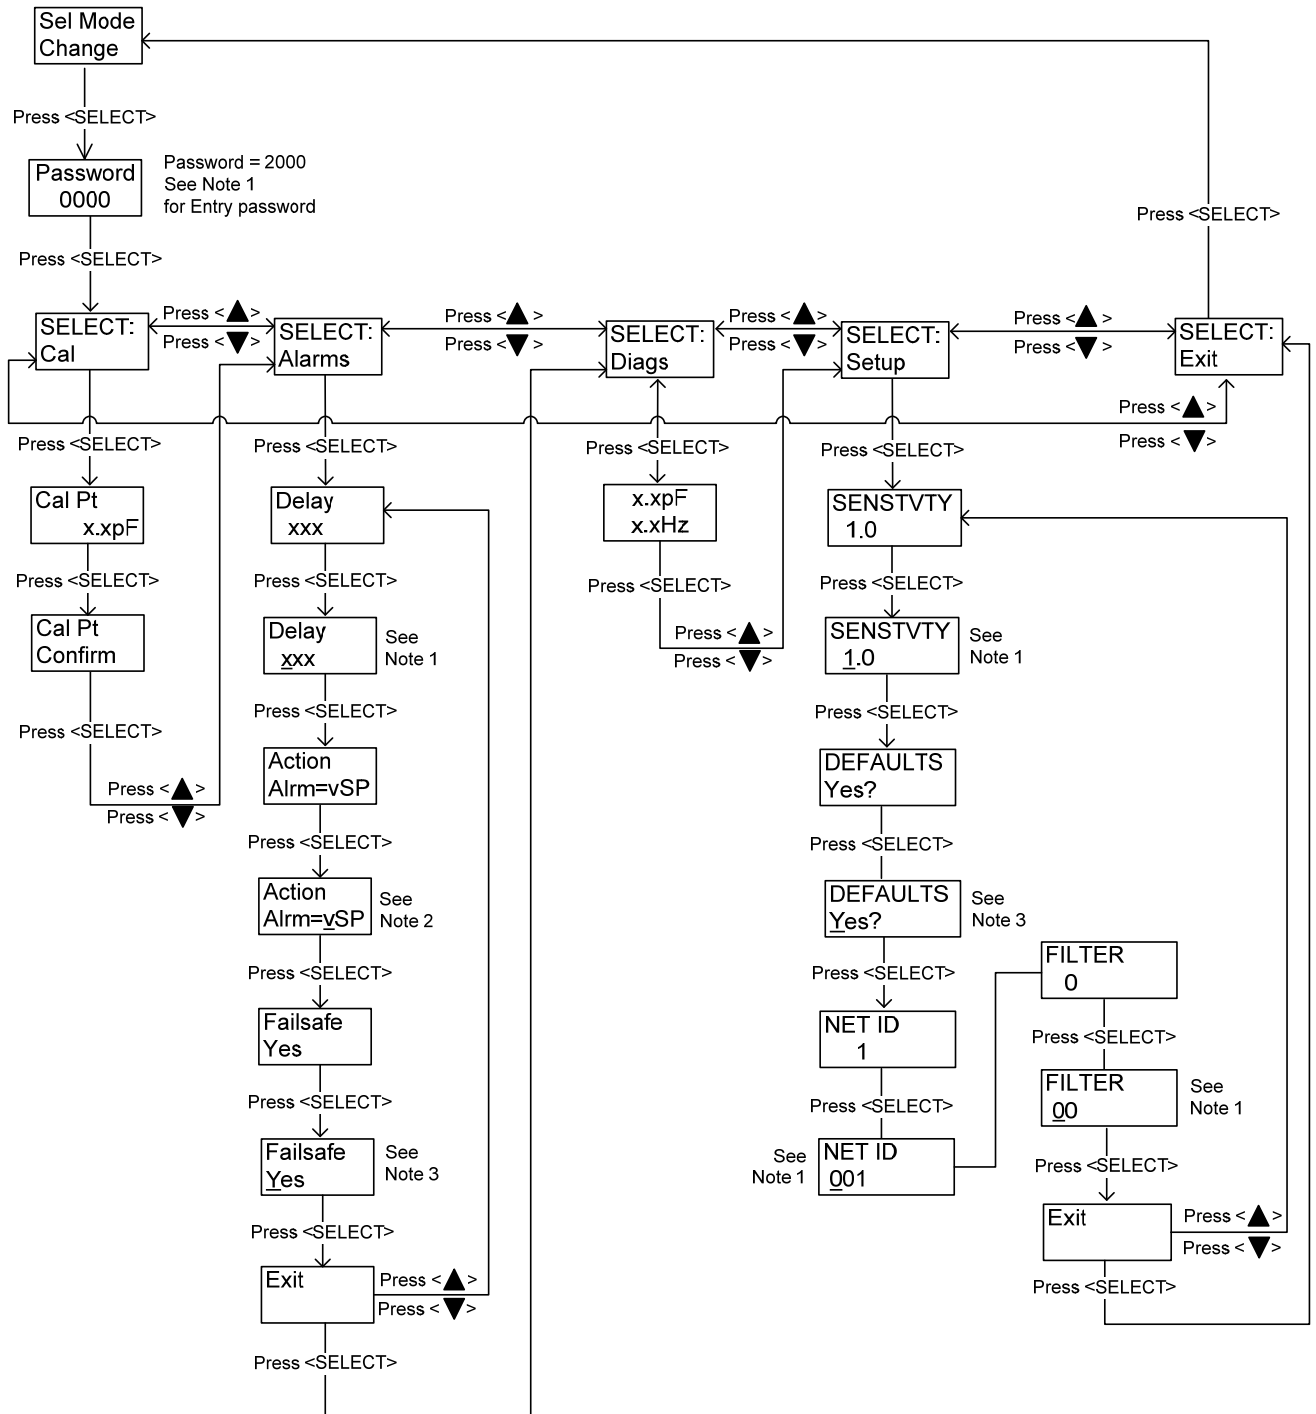 Sel Mode
Change
Press <SELECT>
Password
0000
Password = 2000
See Note 1
for Entry password
Press <SELECT>
Press <SELECT>
SELECT:
Cal
Press <▲>
Press <▼>
SELECT:
Alarms
Press <▲>
Press <▼>
SELECT:
Diags
Press <▲>
Press <▼>
SELECT:
Setup
Press <▲>
Press <▼>
SELECT:
Exit
Press <▲>
Press <▼>
Press <SELECT>
Cal Pt
x.xpF
Press <SELECT>
Cal Pt
Confirm
Press <SELECT>
Press <▲>
Press <▼>
Press <SELECT>
Delay
xxx
Press <SELECT>
Delay
xxx
See
Note 1
Press <SELECT>
Action
Alrm=vSP
Press <SELECT>
Action
Alrm=vSP
See
Note 2
Press <SELECT>
Failsafe
Yes
Press <SELECT>
Failsafe
Yes
See
Note 3
Press <SELECT>
Exit
Press <▲>
Press <▼>
Press <SELECT>
x.xpF
x.xHz
Press <SELECT>
Press <▲>
Press <▼>
Press <SELECT>
SENSTVTY
1.0
Press <SELECT>
SENSTVTY
1.0
See
Note 1
Press <SELECT>
DEFAULTS
Yes?
Press <SELECT>
DEFAULTS
Yes?
See
Note 3
Press <SELECT>
NET ID
1
Press <SELECT>
See
Note 1
NET ID
001
FILTER
0
Press <SELECT>
FILTER
00
See
Note 1
Press <SELECT>
Exit
Press <▲>
Press <▼>
Press <SELECT>